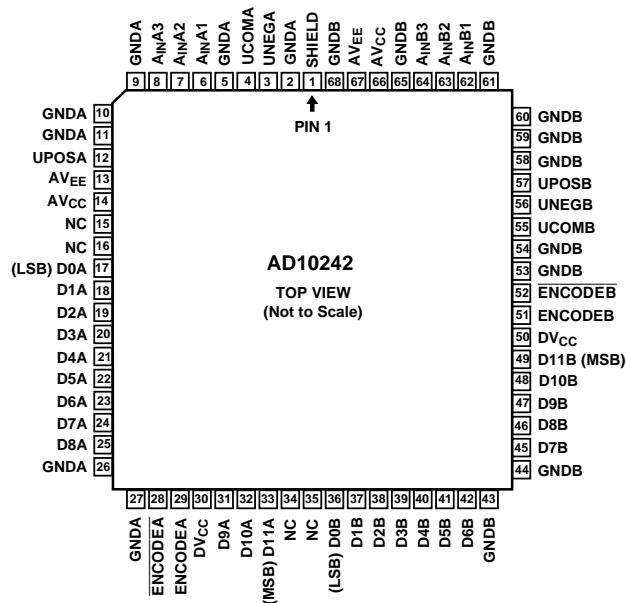 GNDA
AINA3
AINA2
AINA1
GNDA
UCOMA
UNEGA
GNDA
SHIELD
GNDB
AVEE
AVCC
GNDB
AINB3
AINB2
AINB1
GNDB
9 8 7 6 5 4 3 2 1 68 67 66 65 64 63 62 61
PIN 1
GNDA 10
GNDA 11
UPOSA 12
AVEE 13
AVCC 14
NC 15
NC 16
(LSB) D0A 17
D1A 18
D2A 19
D3A 20
D4A 21
D5A 22
D6A 23
D7A 24
D8A 25
GNDA 26
AD10242
TOP VIEW
(Not to Scale)
60 GNDB
59 GNDB
58 GNDB
57 UPOSB
56 UNEGB
55 UCOMB
54 GNDB
53 GNDB
52 ENCODEB
51 ENCODEB
50 DVCC
49 D11B (MSB)
48 D10B
47 D9B
46 D8B
45 D7B
44 GNDB
27 28 29 30 31 32 33 34 35 36 37 38 39 40 41 42 43
GNDA
ENCODEA
ENCODEA
DVCC
D9A
D10A
(MSB) D11A
NC
NC
(LSB) D0B
D1B
D2B
D3B
D4B
D5B
D6B
GNDB